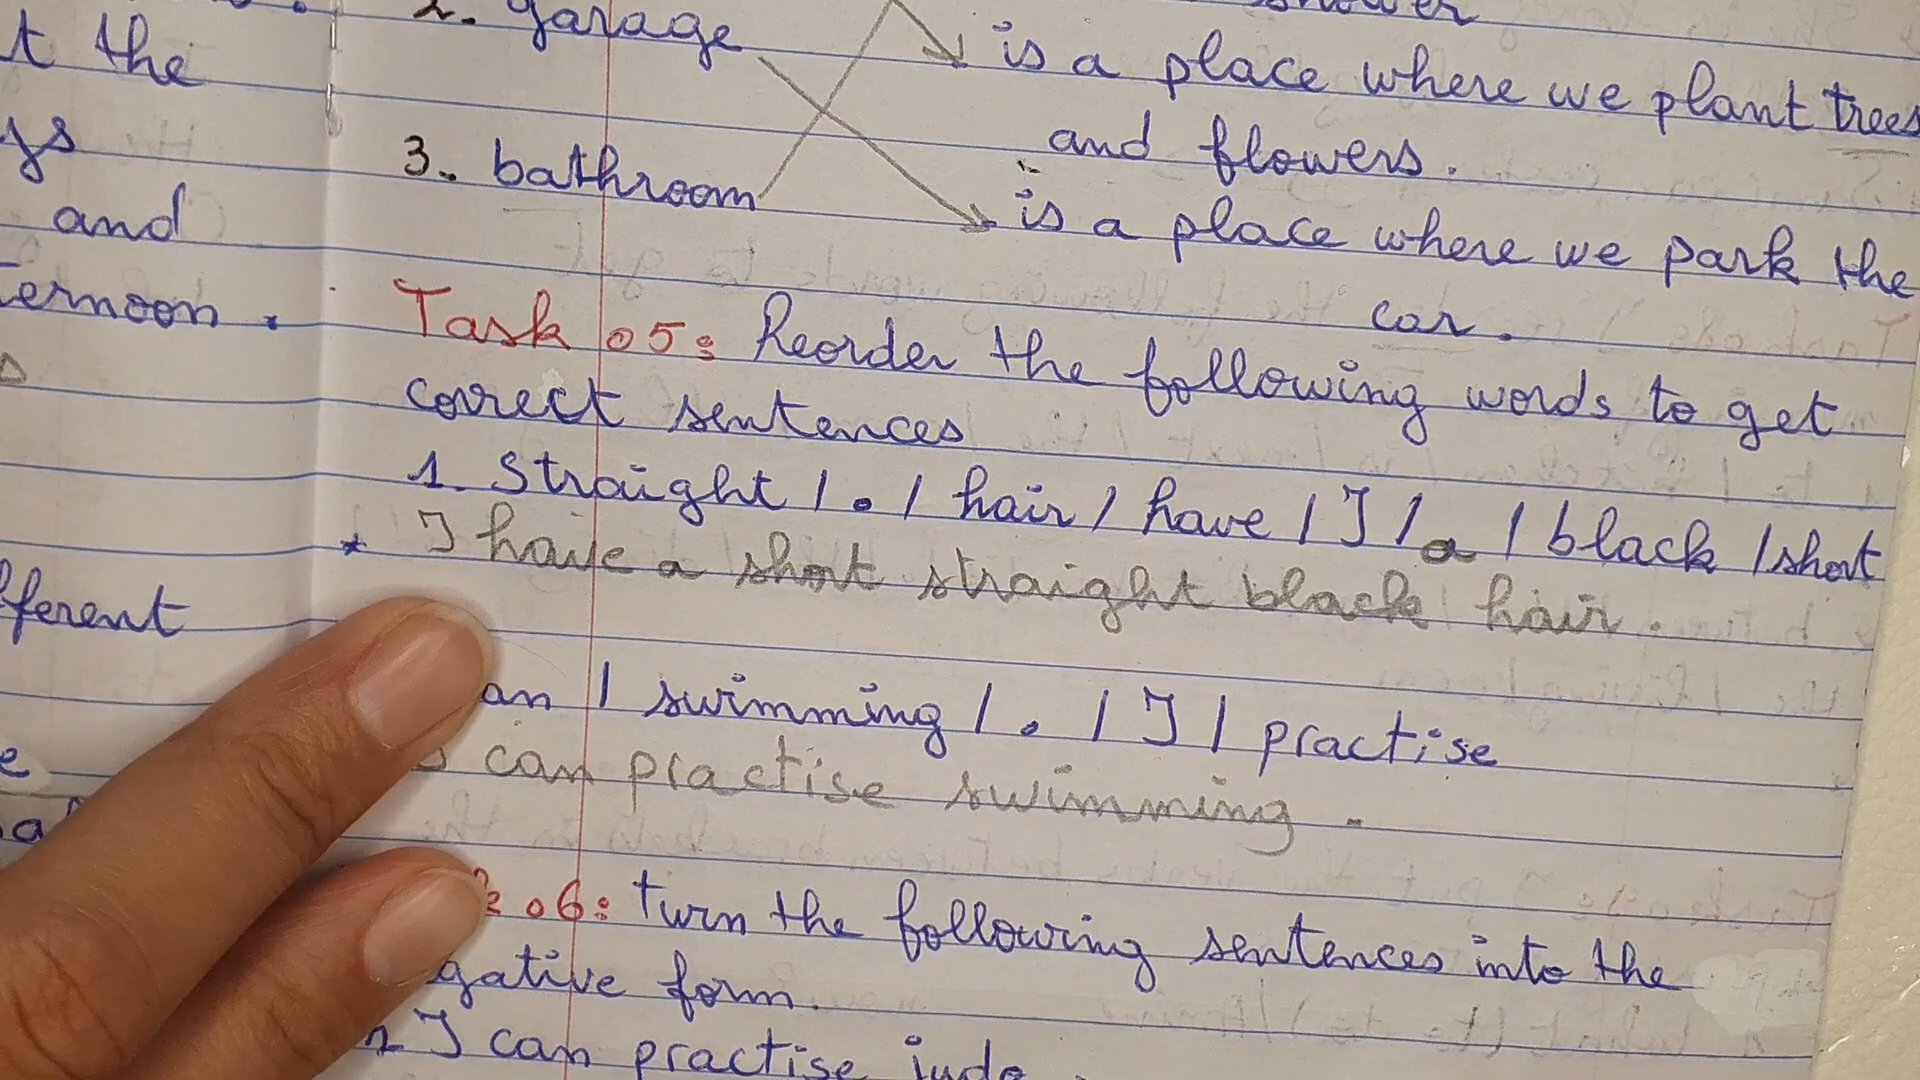 t the
and
fferent
2. garage
is a place where we plant trees
and flowers.
3. bathroom
is a place where we park the
car.
Task 05: Reorder the following words to get
correct sentences
1. Straight / . / hair / have / I / a / black / short
* I have a short straight black hair.
an / swimming / . / I / practise
I can practise swimming.
06: turn the following sentences into the
gative form.
1 I can practise judo.